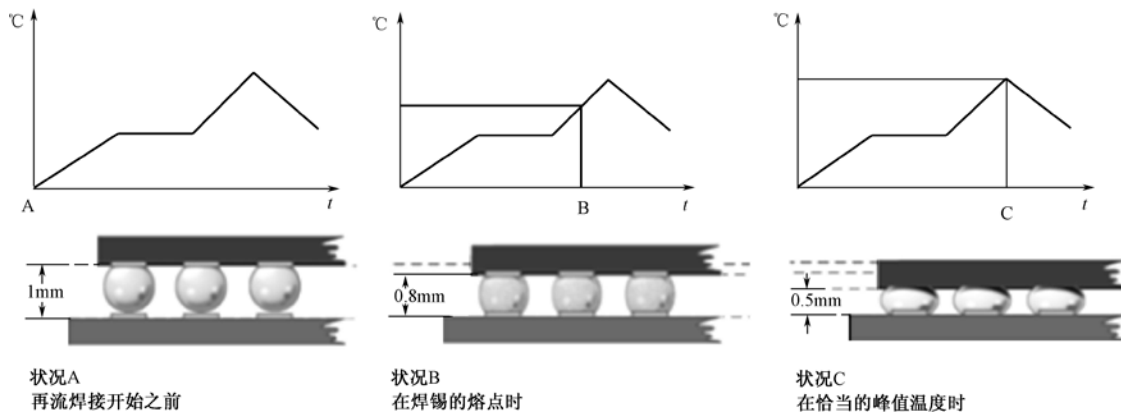 ℃
A
t
1mm
状况A
再流焊接开始之前
℃
B
t
0.8mm
状况B
在焊锡的熔点时
℃
C
t
0.5mm
状况C
在恰当的峰值温度时